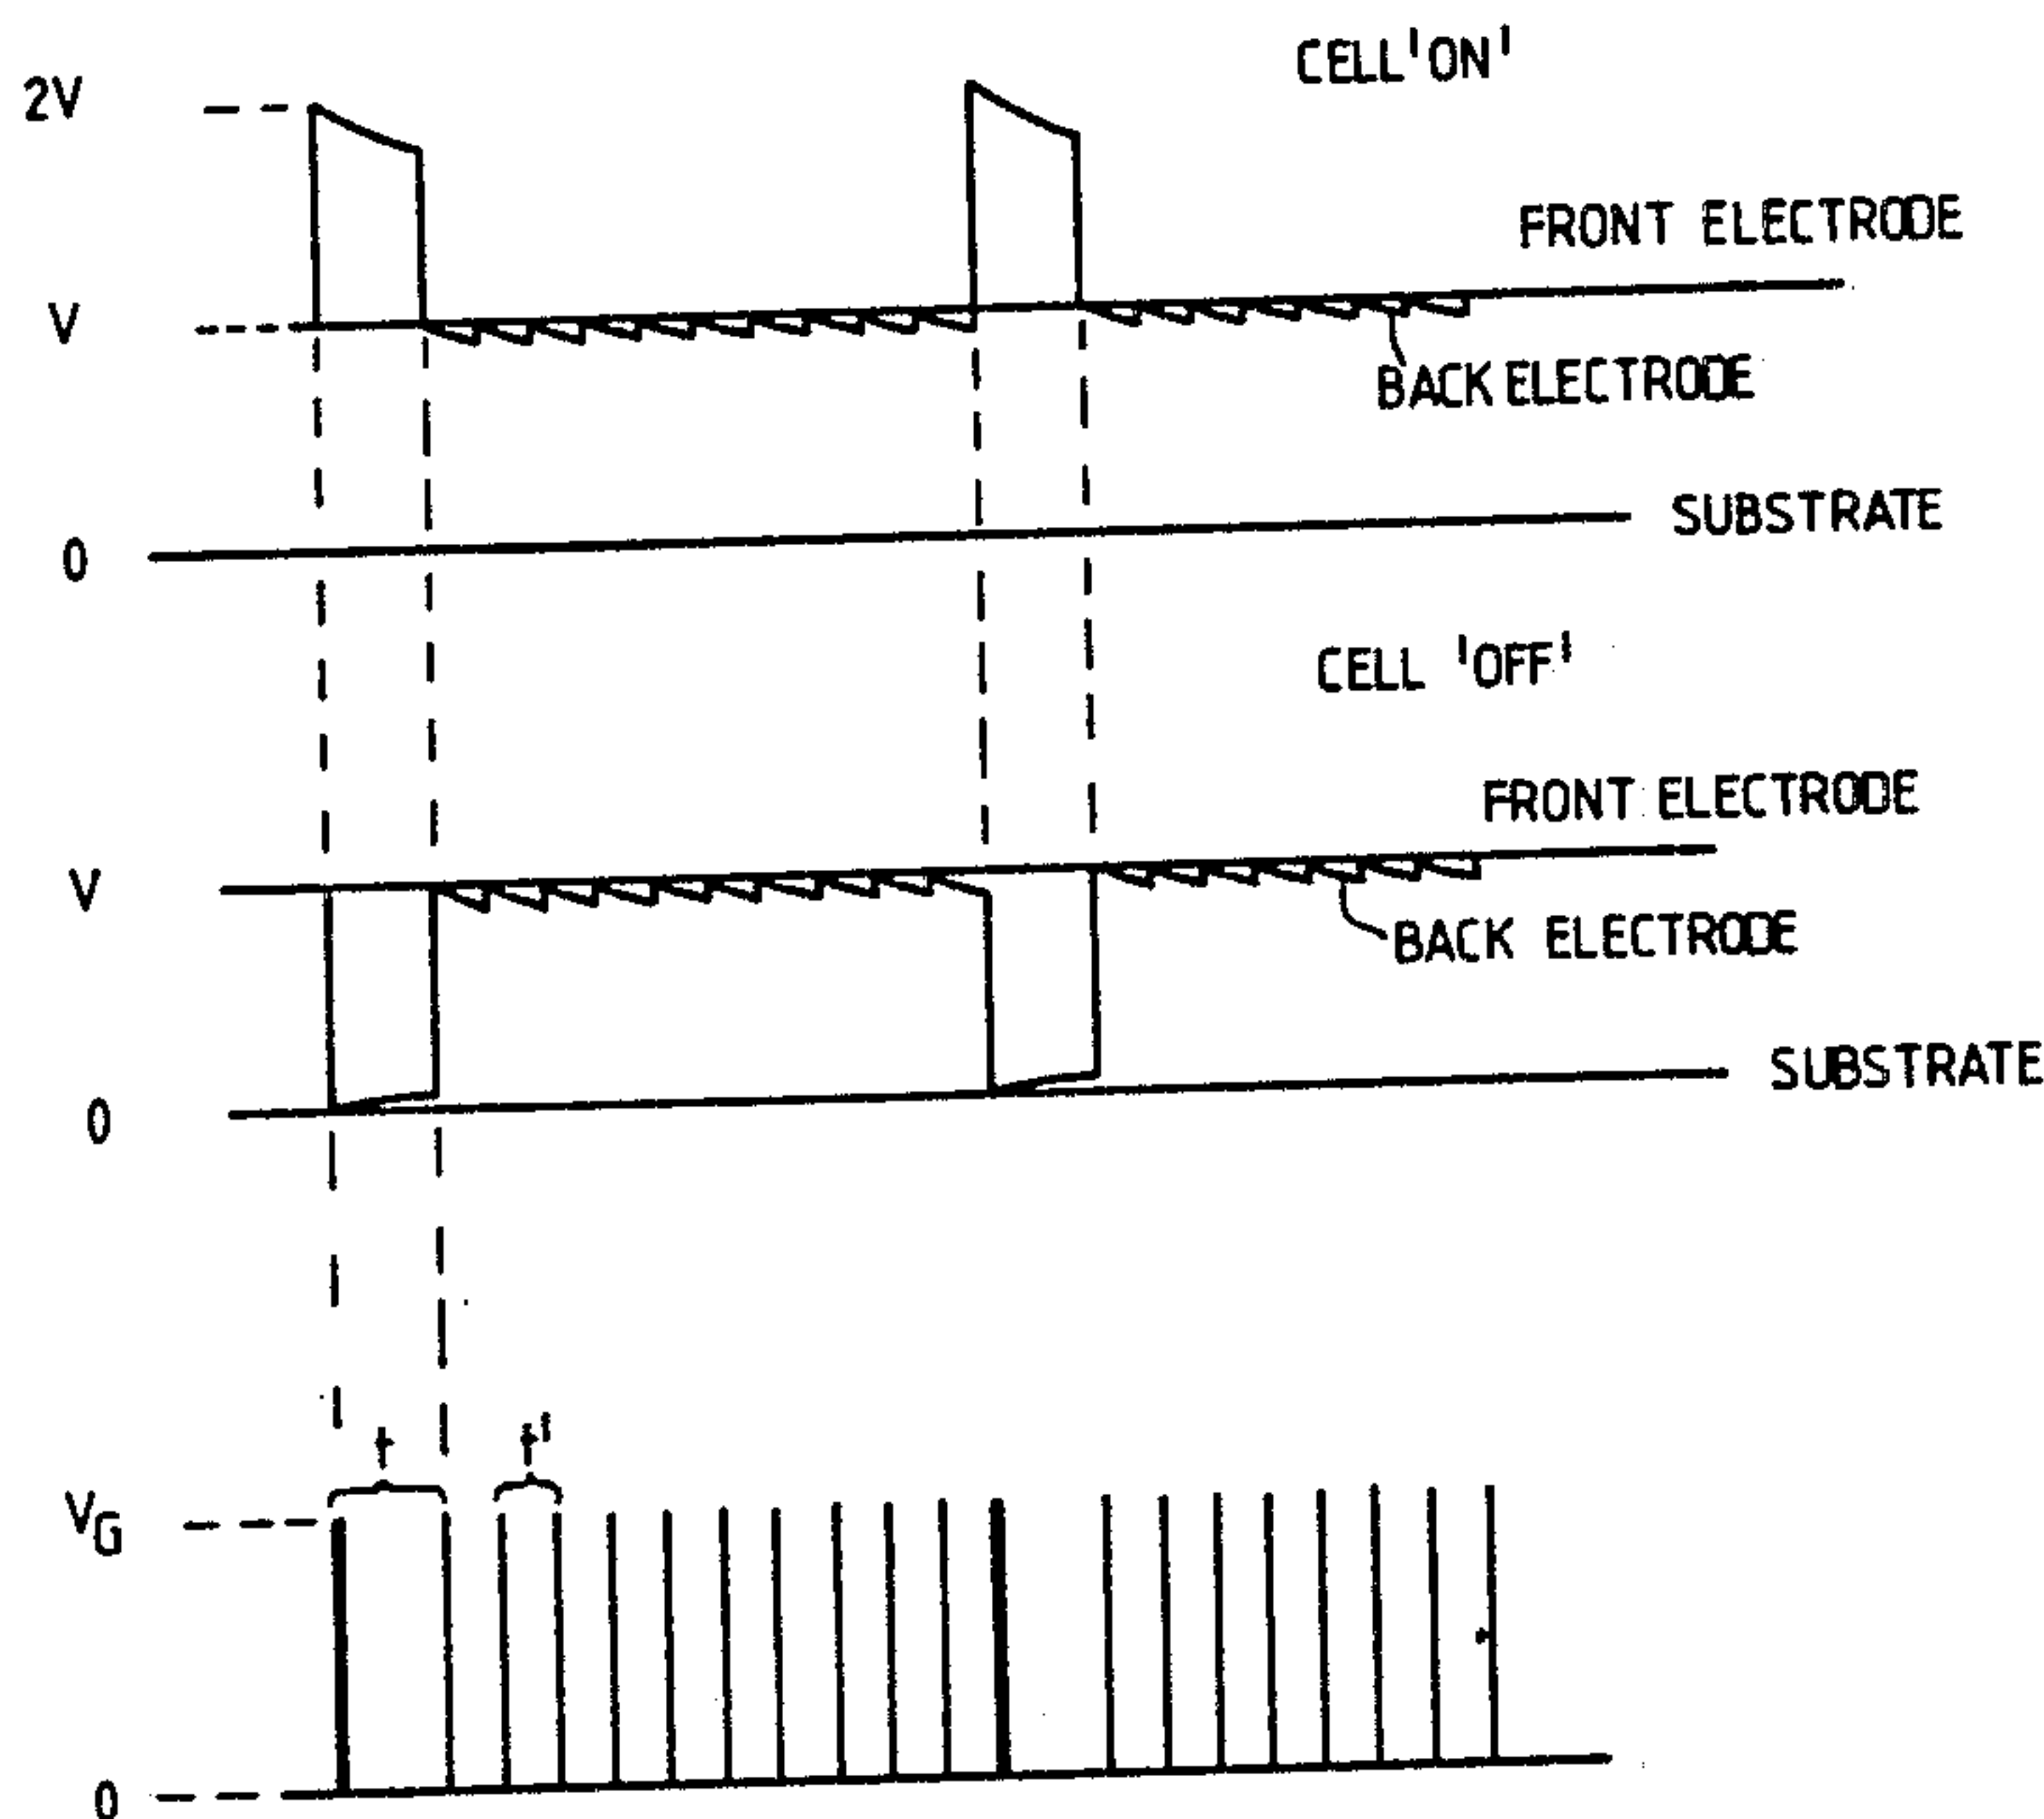 CELL 'ON'
2V
FRONT ELECTRODE
V
BACK ELECTRODE
SUBSTRATE
0
CELL 'OFF'
FRONT ELECTRODE
V
BACK ELECTRODE
SUBSTRATE
0
t t'
VG
0